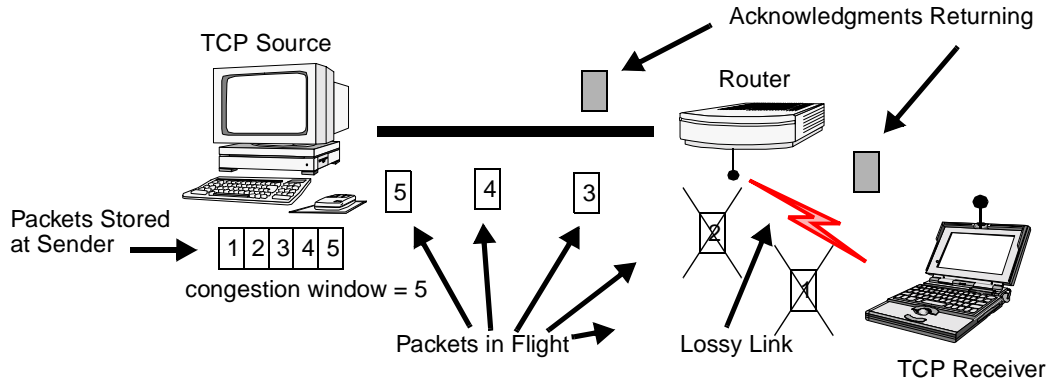 Acknowledgments Returning
TCP Source
Router
5
4
3
Packets Stored
at Sender
1 2 3 4 5
2
1
congestion window = 5
Packets in Flight
Lossy Link
TCP Receiver